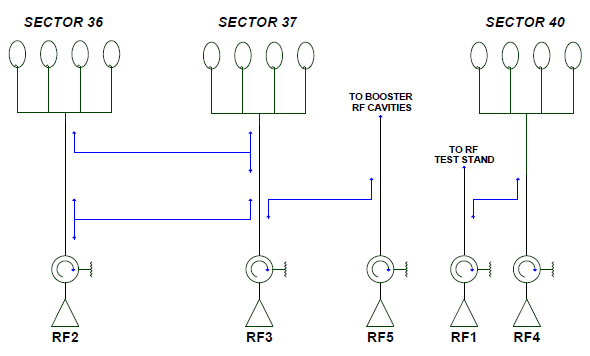 SECTOR 36
SECTOR 37
SECTOR 40
TO BOOSTER
RF CAVITIES
TO RF
TEST STAND
RF2
RF3
RF5
RF1
RF4